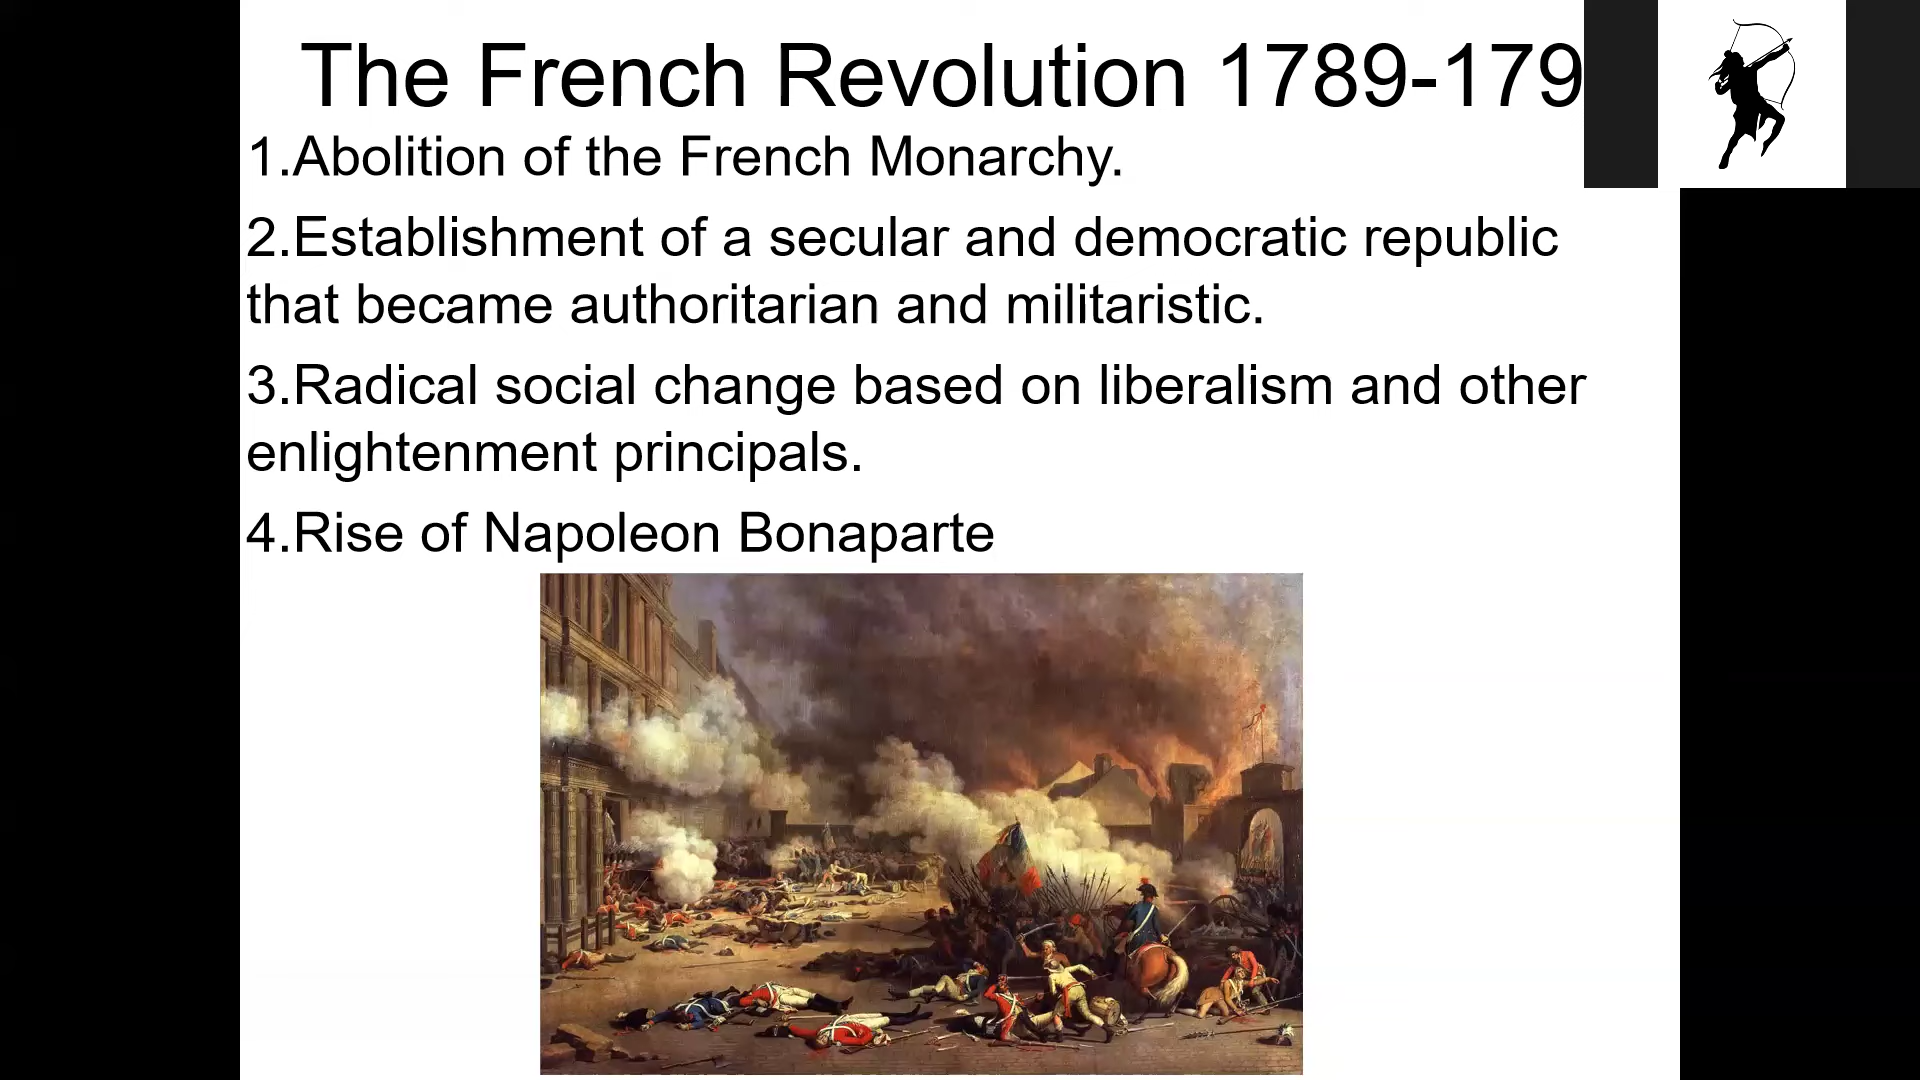 The French Revolution 1789-179
1.Abolition of the French Monarchy.
2.Establishment of a secular and democratic republic
that became authoritarian and militaristic.
3.Radical social change based on liberalism and other
enlightenment principals.
4.Rise of Napoleon Bonaparte